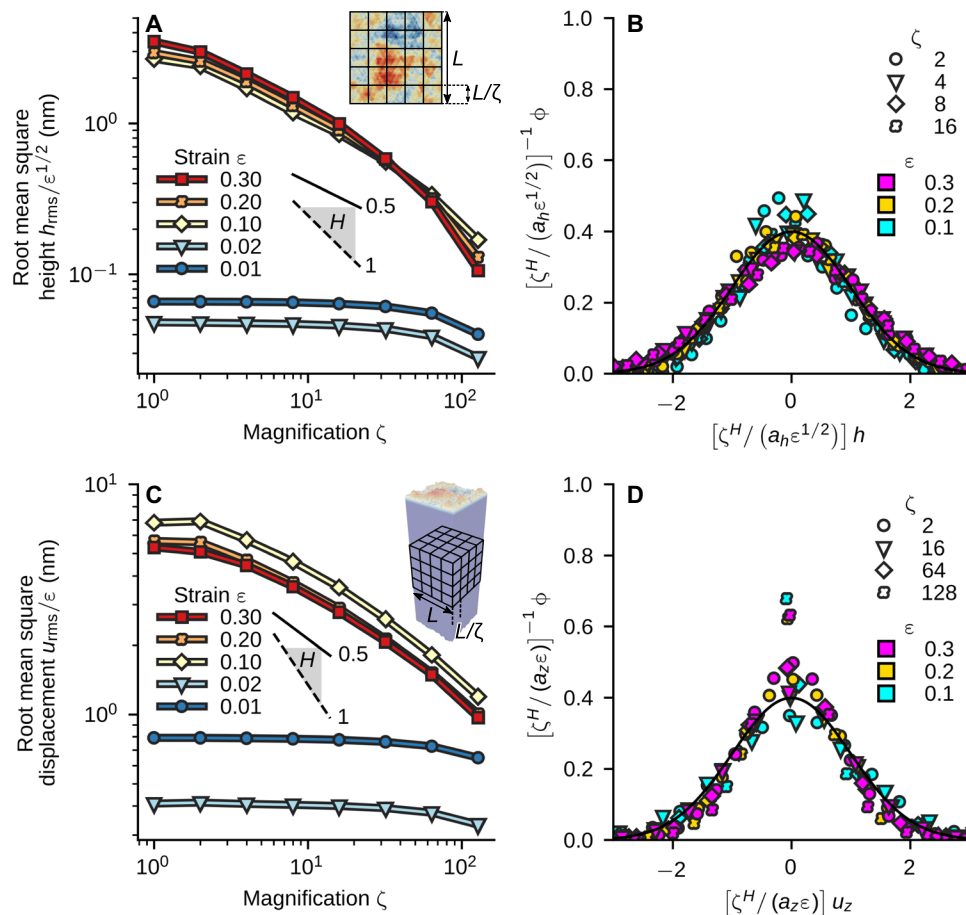 A
Root mean square
height h_rms/ε^1/2 (nm)
10^0
10^-1
Strain ε
0.30
0.20
0.10
0.02
0.01
0.5
H
1
L
L/ζ
10^0
10^1
10^2
Magnification ζ
B
[ζ^H/(a_hε^1/2)]^-1 ϕ
1.0
0.8
0.6
0.4
0.2
0.0
ζ
2
4
8
16
ε
0.3
0.2
0.1
−2
0
2
[ζ^H/(a_hε^1/2)] h
C
Root mean square
displacement u_rms/ε (nm)
10^1
10^0
Strain ε
0.30
0.20
0.10
0.02
0.01
0.5
H
1
L
L/ζ
10^0
10^1
10^2
Magnification ζ
D
[ζ^H/(a_zε)]^-1 ϕ
1.0
0.8
0.6
0.4
0.2
0.0
ζ
2
16
64
128
ε
0.3
0.2
0.1
−2
0
2
[ζ^H/(a_zε)] u_z